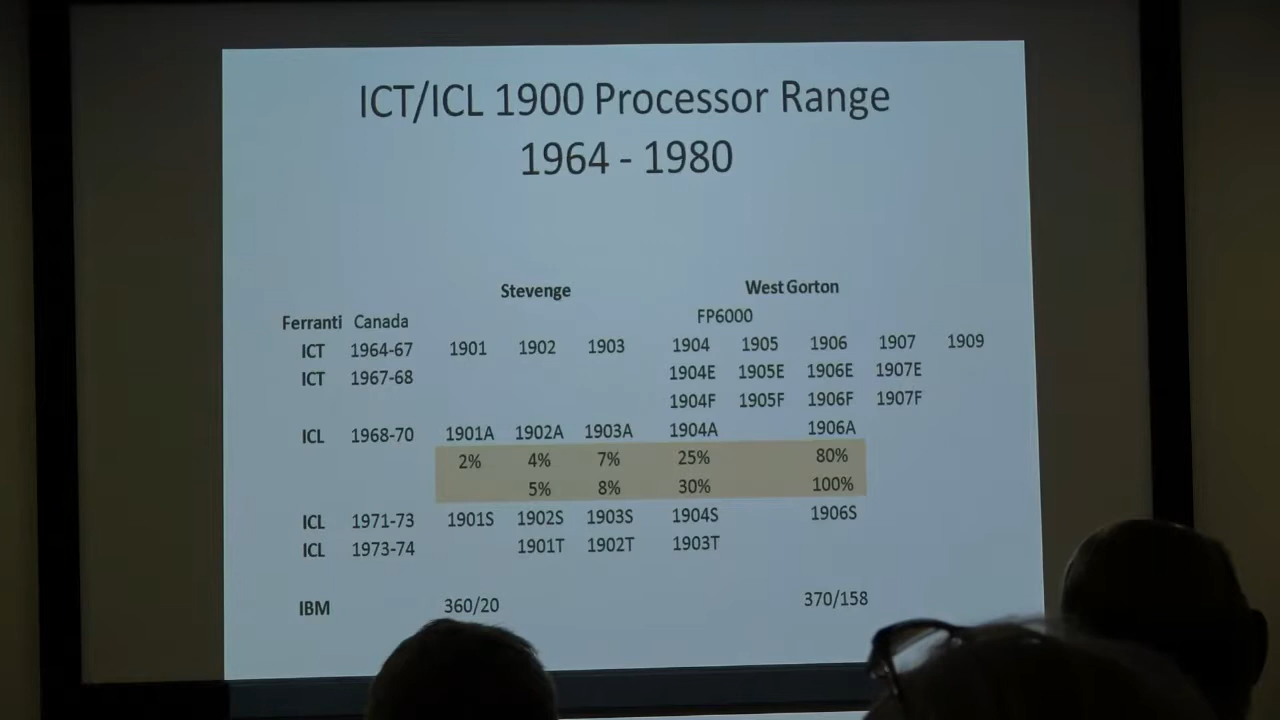 ICT/ICL 1900 Processor Range
1964 - 1980
Stevenge West Gorton
Ferranti Canada FP6000
ICT 1964-67 1901 1902 1903 1904 1905 1906 1907 1909
ICT 1967-68 1904E 1905E 1906E 1907E
1904F 1905F 1906F 1907F
ICL 1968-70 1901A 1902A 1903A 1904A 1906A
2% 4% 7% 25% 80%
5% 8% 30% 100%
ICL 1971-73 1901S 1902S 1903S 1904S 1906S
ICL 1973-74 1901T 1902T 1903T
IBM 360/20 370/158